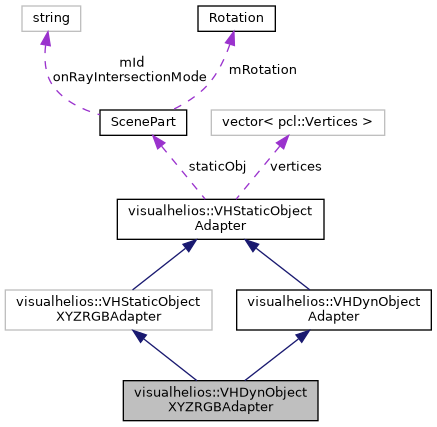 string
Rotation
mId
onRayIntersectionMode
mRotation
ScenePart
vector< pcl::Vertices >
staticObj
vertices
visualhelios::VHStaticObject
Adapter
visualhelios::VHStaticObject
XYZRGBAdapter
visualhelios::VHDynObject
Adapter
visualhelios::VHDynObject
XYZRGBAdapter